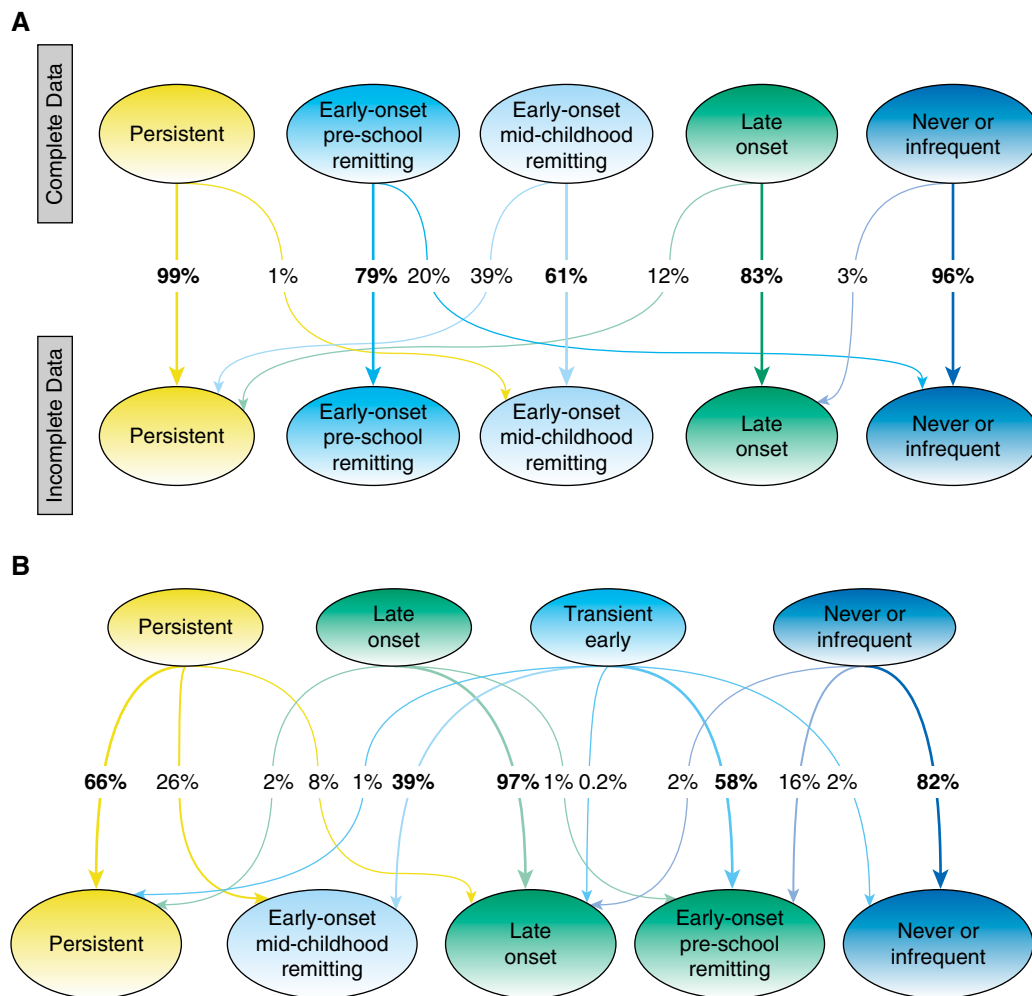 A
Complete Data
Persistent
Early-onset
pre-school
remitting
Early-onset
mid-childhood
remitting
Late
onset
Never or
infrequent
99% 1% 79% 20% 39% 61% 12% 83% 3% 96%
Incomplete Data
Persistent
Early-onset
pre-school
remitting
Early-onset
mid-childhood
remitting
Late
onset
Never or
infrequent
B
Persistent
Late
onset
Transient
early
Never or
infrequent
66% 26% 2% 8% 1% 39% 97% 1% 0.2% 2% 58% 16% 2% 82%
Persistent
Early-onset
mid-childhood
remitting
Late
onset
Early-onset
pre-school
remitting
Never or
infrequent